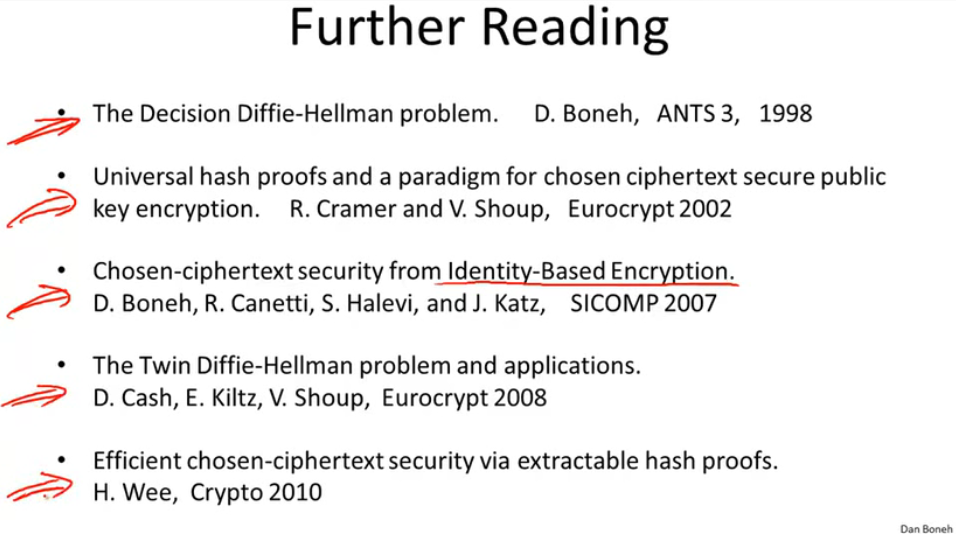 Further Reading
• The Decision Diffie-Hellman problem. D. Boneh, ANTS 3, 1998
• Universal hash proofs and a paradigm for chosen ciphertext secure public
key encryption. R. Cramer and V. Shoup, Eurocrypt 2002
• Chosen-ciphertext security from Identity-Based Encryption.
D. Boneh, R. Canetti, S. Halevi, and J. Katz, SICOMP 2007
• The Twin Diffie-Hellman problem and applications.
D. Cash, E. Kiltz, V. Shoup, Eurocrypt 2008
• Efficient chosen-ciphertext security via extractable hash proofs.
H. Wee, Crypto 2010
Dan Boneh